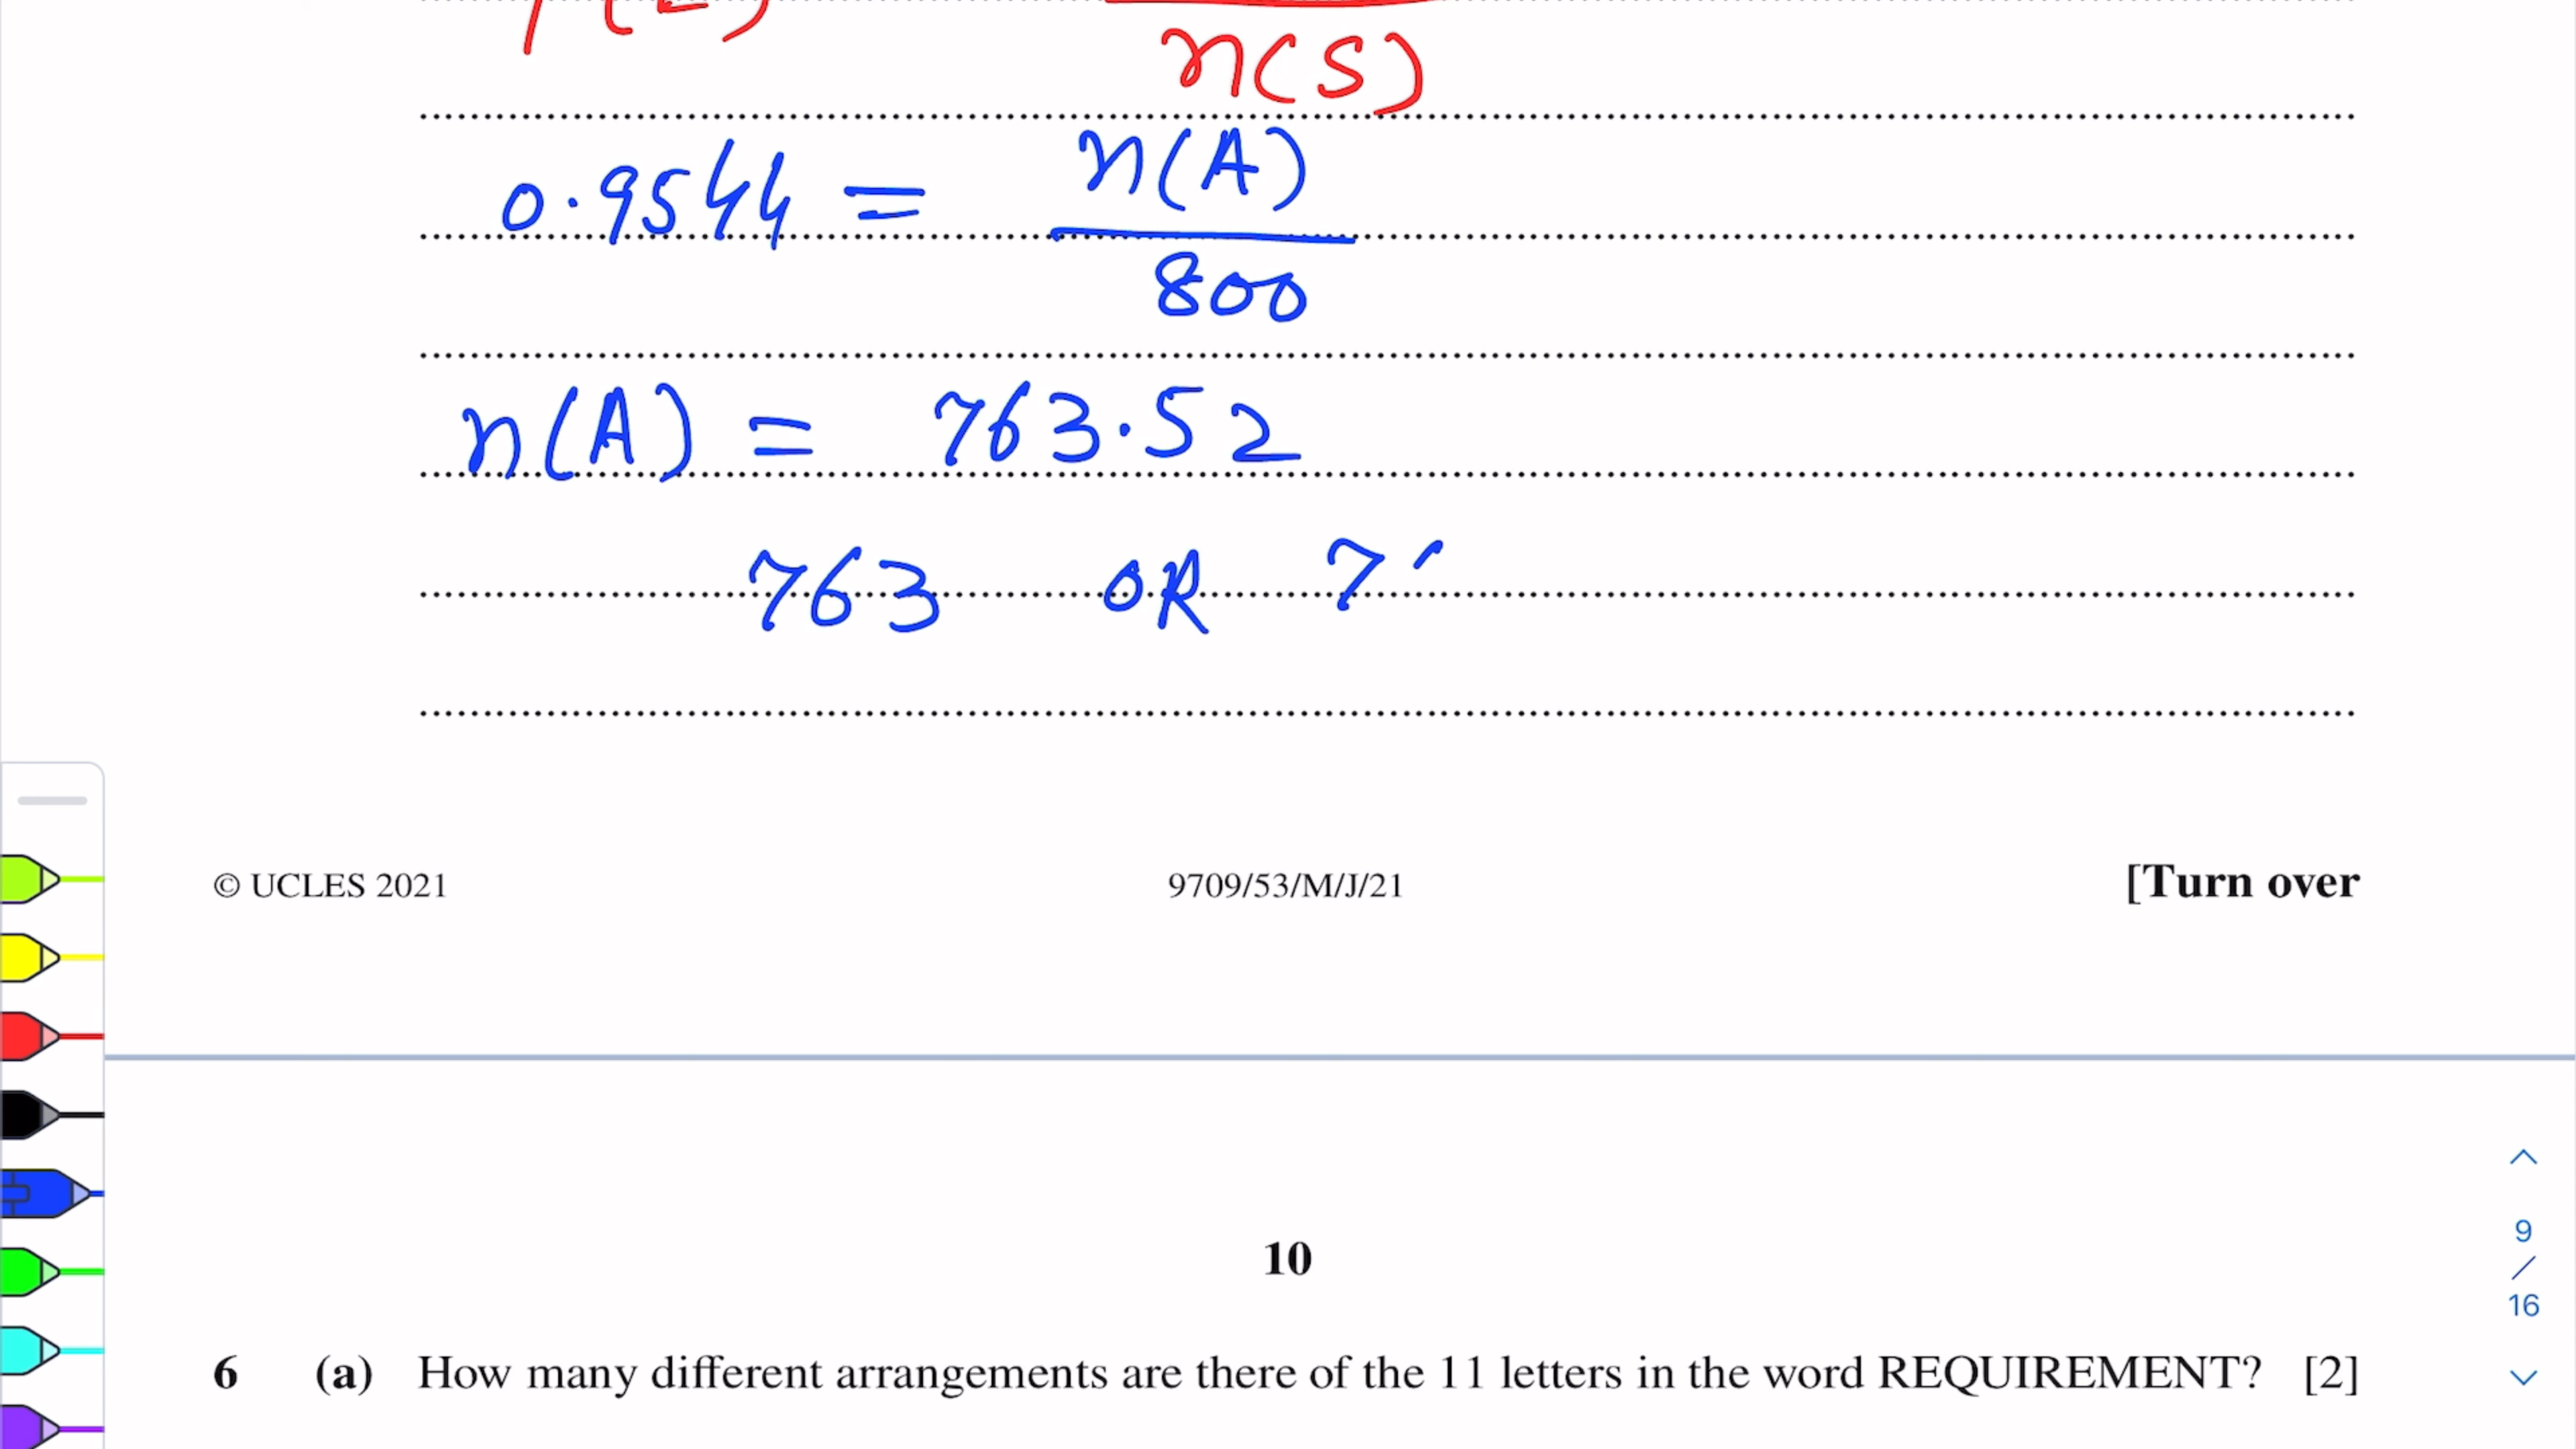 n(S)
0.9544 = n(A)
800
n(A) = 763.52
763 OR 7
© UCLES 2021 9709/53/M/J/21 [Turn over
10
9
/
16
6 (a) How many different arrangements are there of the 11 letters in the word REQUIREMENT? [2]